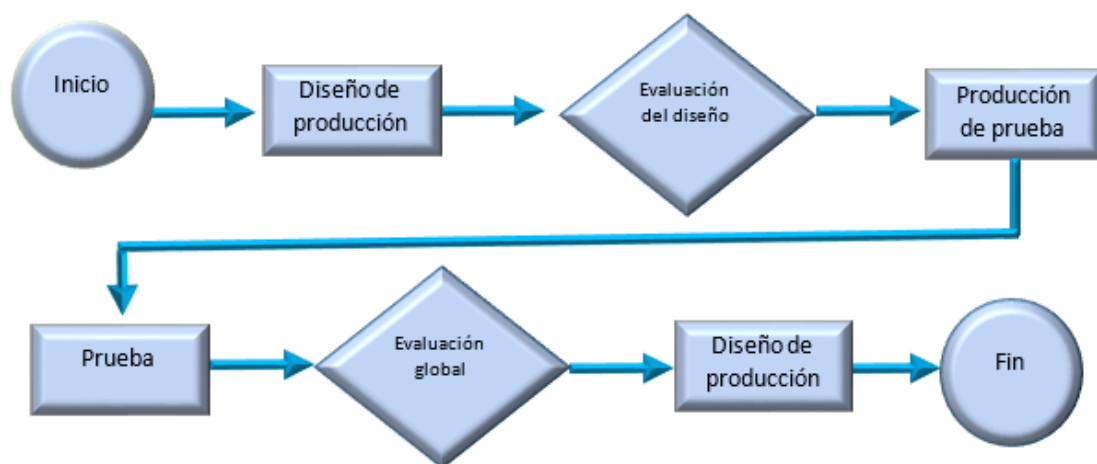 Inicio
Diseño de
producción
Evaluación
del diseño
Producción
de prueba
Prueba
Evaluación
global
Diseño de
producción
Fin